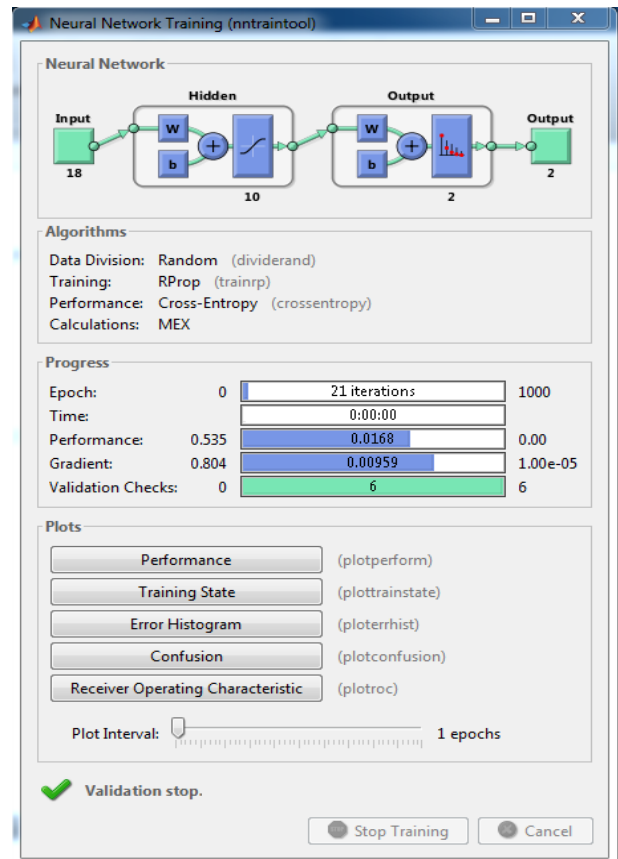 Neural Network Training (nntraintool)
Neural Network
Hidden
Output
Input
Output
W
W
b
b
18
10
2
2
Algorithms
Data Division: Random (dividerand)
Training: RProp (trainrp)
Performance: Cross-Entropy (crossentropy)
Calculations: MEX
Progress
Epoch: 0 21 iterations 1000
Time: 0:00:00
Performance: 0.535 0.0168 0.00
Gradient: 0.804 0.00959 1.00e-05
Validation Checks: 0 6 6
Plots
Performance (plotperform)
Training State (plottrainstate)
Error Histogram (ploterrhist)
Confusion (plotconfusion)
Receiver Operating Characteristic (plotroc)
Plot Interval: 1 epochs
Validation stop.
Stop Training Cancel